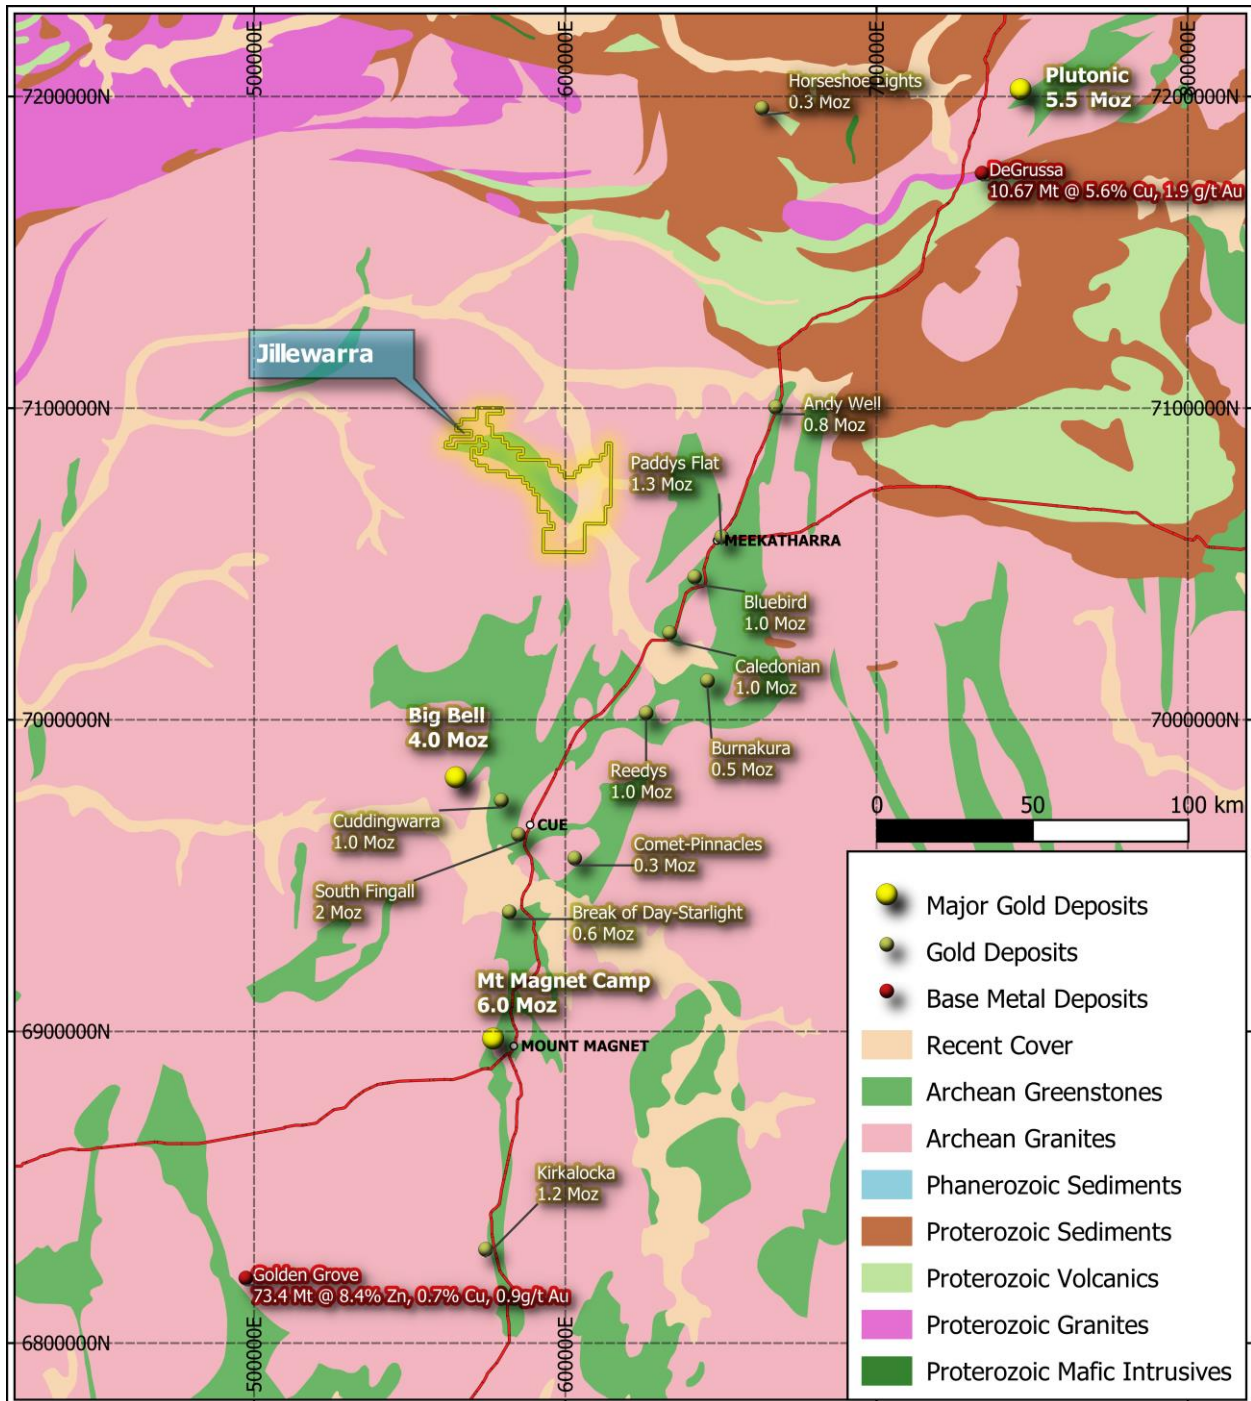 500000E
600000E
700000E
800000E
7200000N
7200000N
Horseshoe Lights
0.3 Moz
Plutonic
5.5 Moz
DeGrussa
10.67 Mt @ 5.6% Cu, 1.9 g/t Au
Jillewarra
7100000N
7100000N
Andy Well
0.8 Moz
Paddys Flat
1.3 Moz
MEEKATHARRA
Bluebird
1.0 Moz
Caledonian
1.0 Moz
7000000N
7000000N
Big Bell
4.0 Moz
Burnakura
0.5 Moz
Reedys
1.0 Moz
Cuddingwarra
1.0 Moz
CUE
Comet-Pinnacles
0.3 Moz
South Fingall
2 Moz
Break of Day-Starlight
0.6 Moz
Mt Magnet Camp
6.0 Moz
6900000N
MOUNT MAGNET
Kirkalocka
1.2 Moz
Golden Grove
73.4 Mt @ 8.4% Zn, 0.7% Cu, 0.9g/t Au
6800000N
500000E
600000E
0 50 100 km
Major Gold Deposits
Gold Deposits
Base Metal Deposits
Recent Cover
Archean Greenstones
Archean Granites
Phanerozoic Sediments
Proterozoic Sediments
Proterozoic Volcanics
Proterozoic Granites
Proterozoic Mafic Intrusives